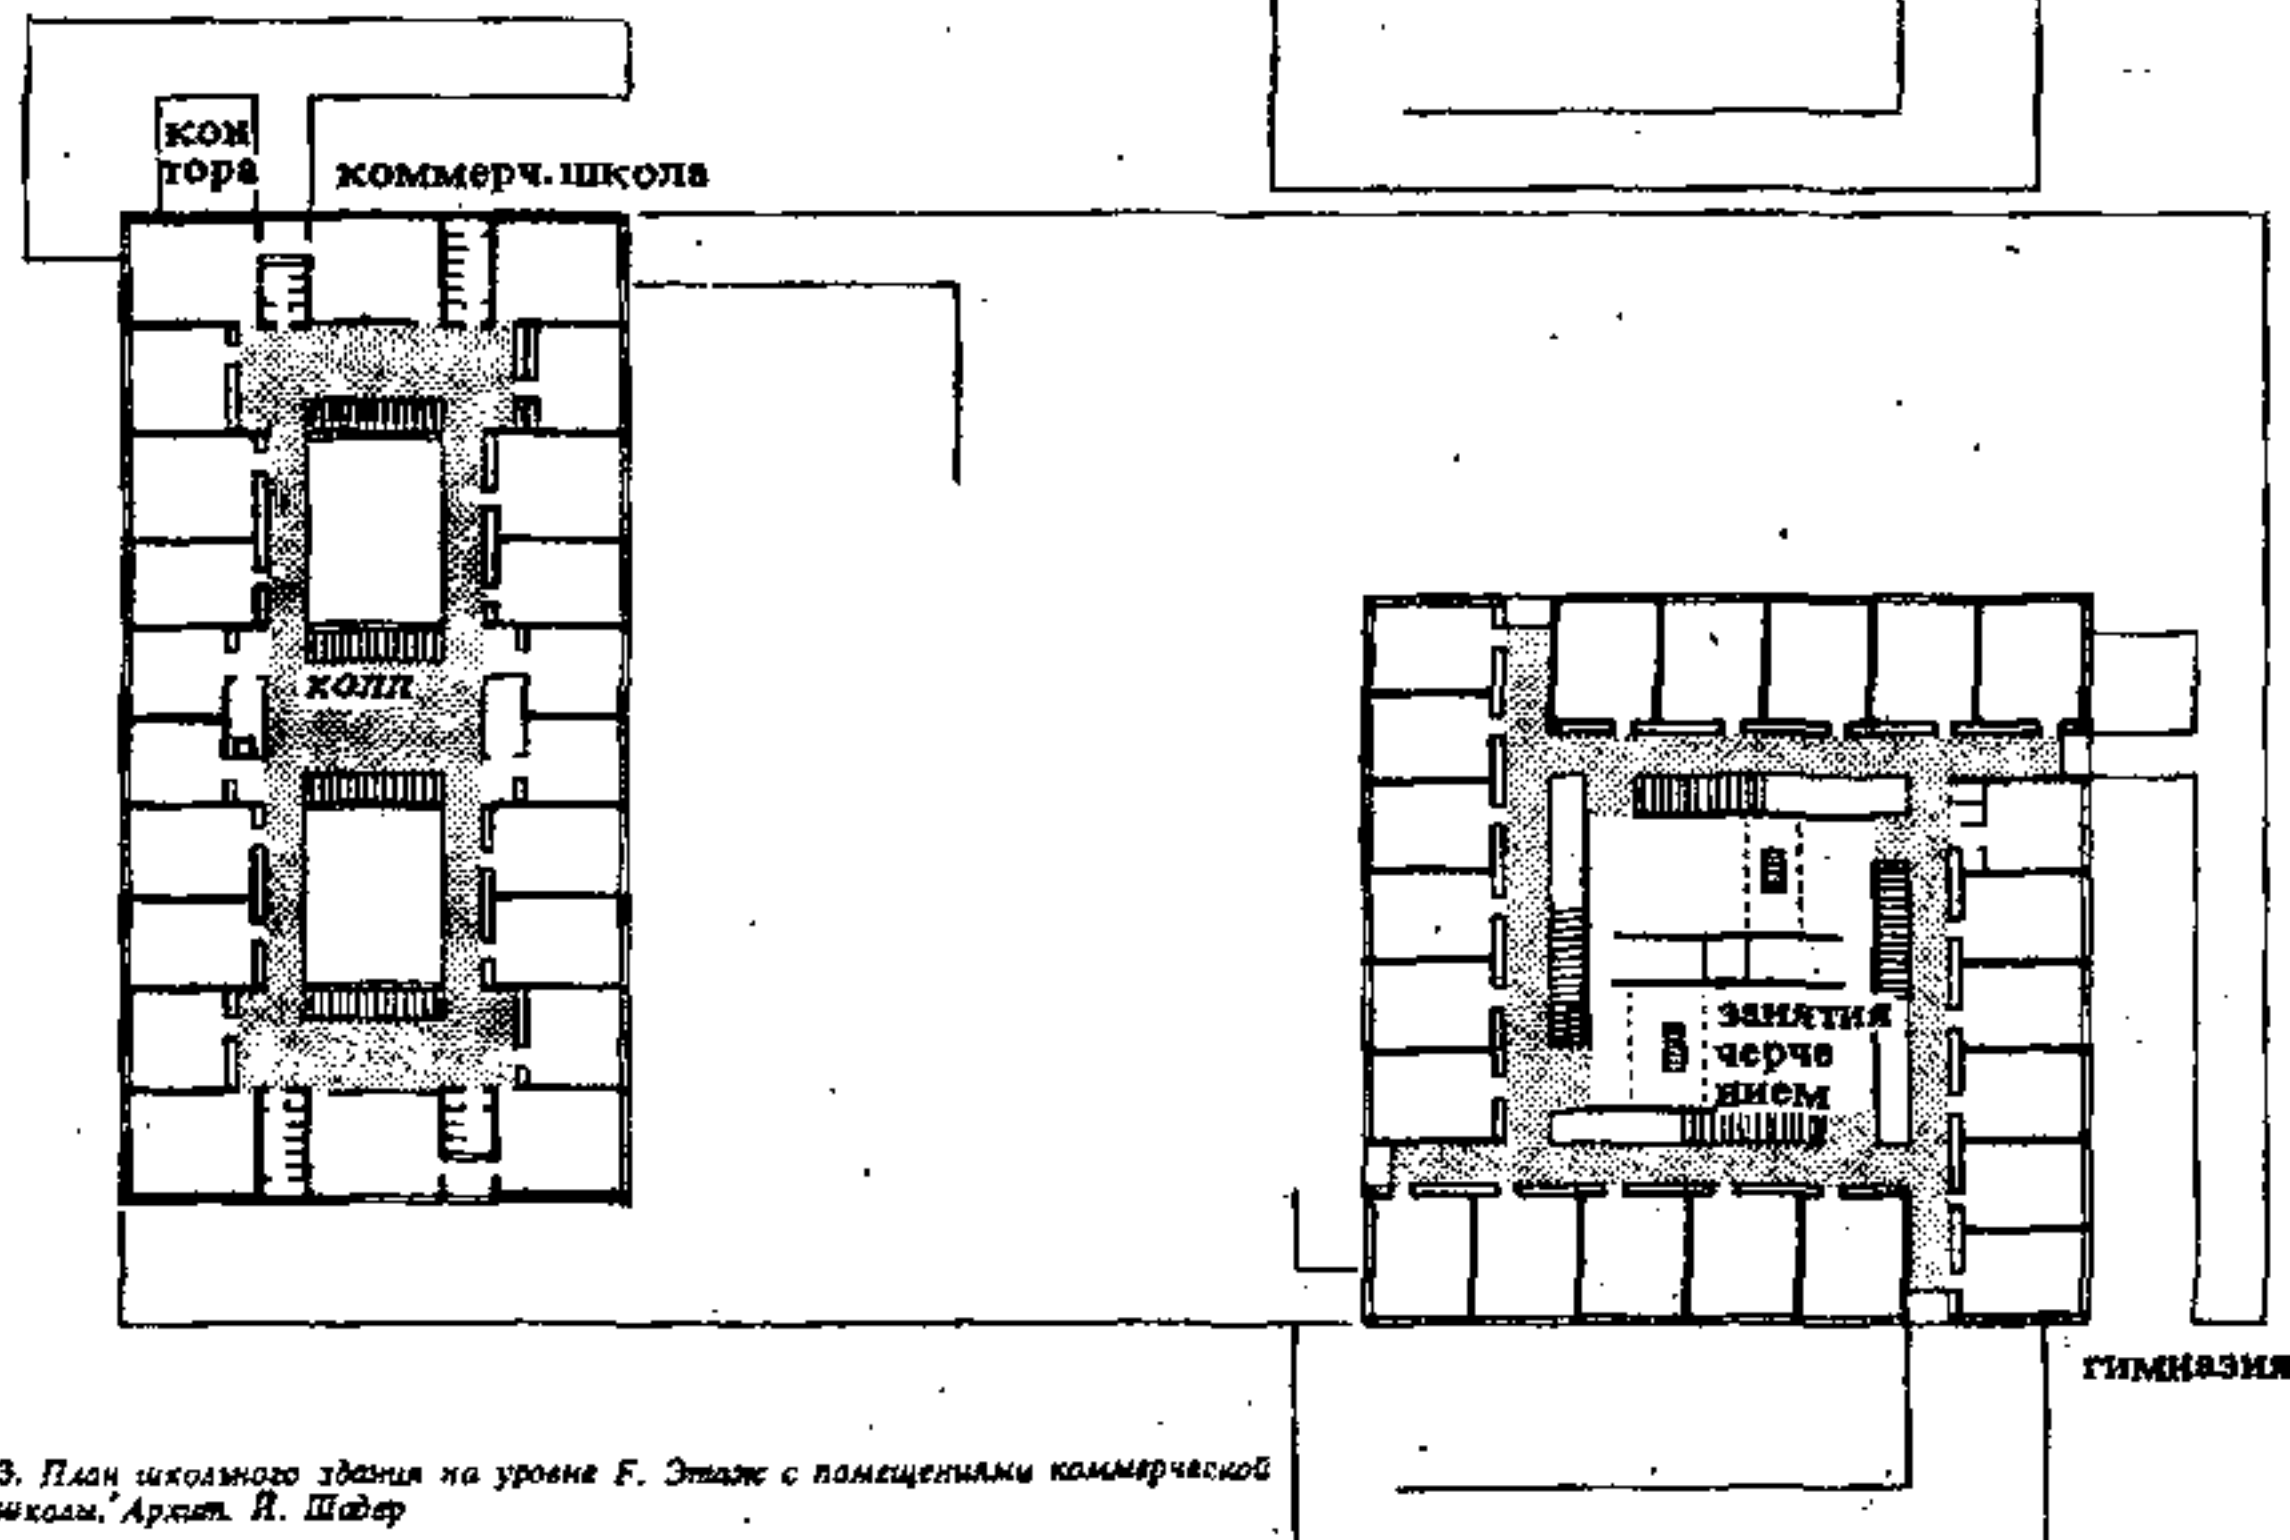 кон
тора
коммерч. школа
холл
занятия
черче
нием
гимназия
3. План школьного здания на уровне F. Этаж с помещениями коммерческой
школы. Архит. Й. Шадер